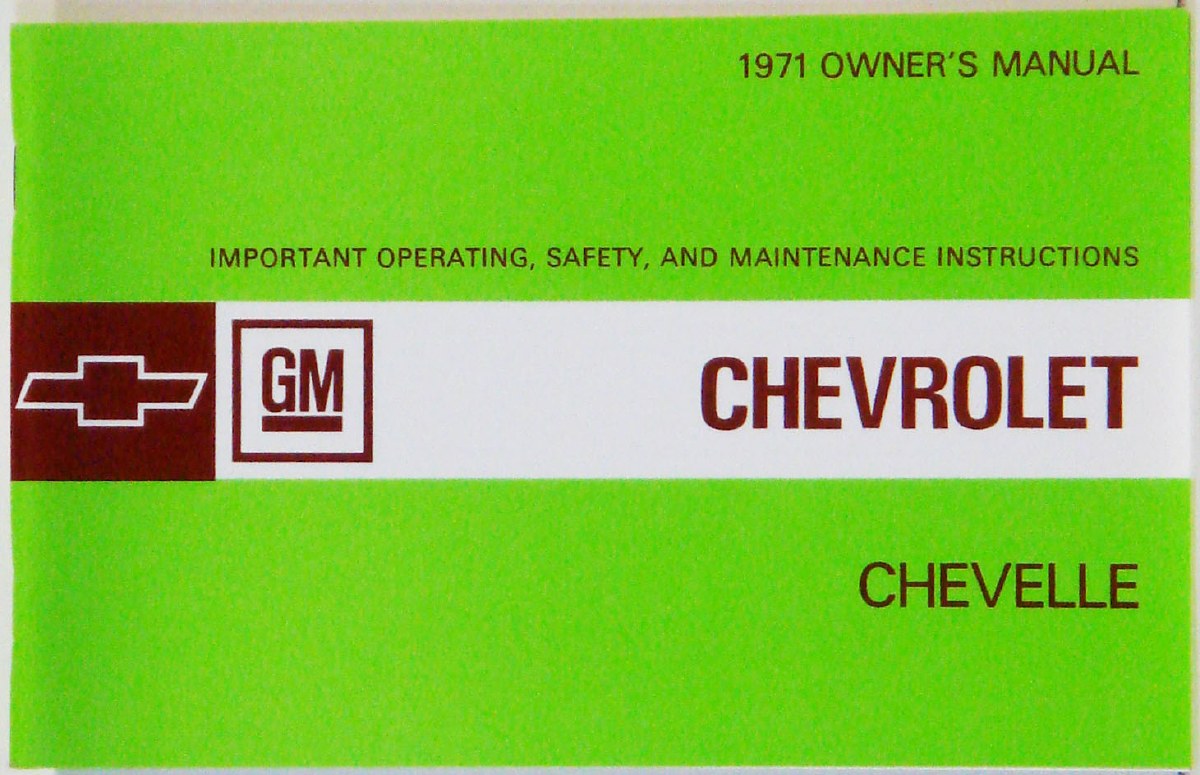 1971 OWNER'S MANUAL
IMPORTANT OPERATING, SAFETY, AND MAINTENANCE INSTRUCTIONS
GM
CHEVROLET
CHEVELLE